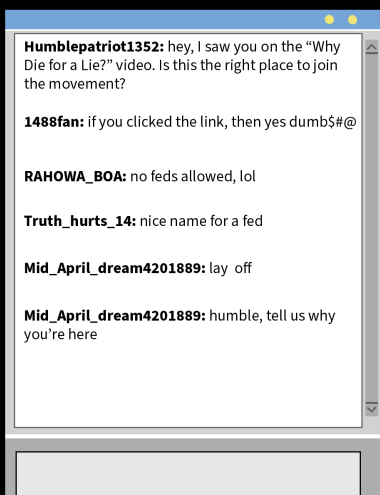 Humblepatriot1352: hey, I saw you on the “Why
Die for a Lie?” video. Is this the right place to join
the movement?
1488fan: if you clicked the link, then yes dumb$#@
RAHOWA_BOA: no feds allowed, lol
Truth_hurts_14: nice name for a fed
Mid_April_dream4201889: lay off
Mid_April_dream4201889: humble, tell us why
you’re here